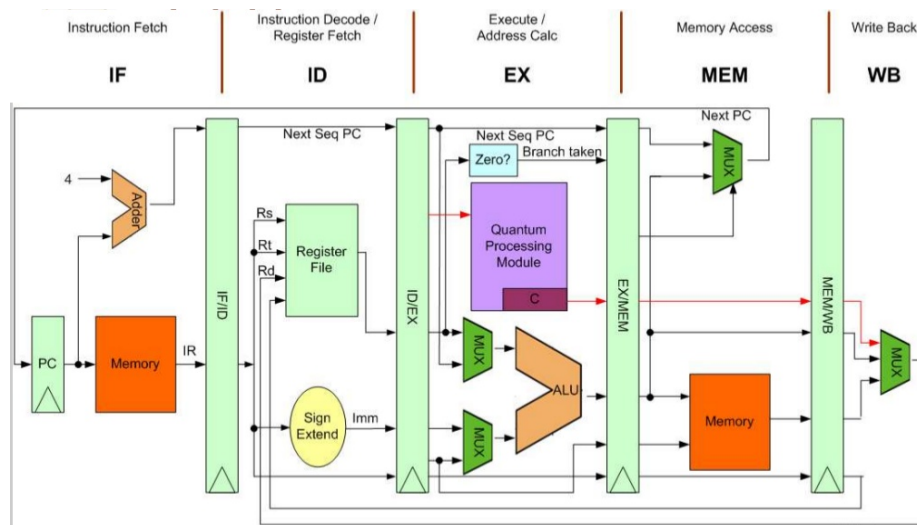 Instruction Fetch
Instruction Decode /
Register Fetch
Execute /
Address Calc
Memory Access
Write Back
IF
ID
EX
MEM
WB
Next PC
Next Seq PC
Next Seq PC
Branch taken
Zero?
MUX
4
Adder
Rs
Rt
Rd
Register
File
Quantum
Processing
Module
C
IF/ID
ID/EX
EX/MEM
MEM/WB
PC
Memory
IR
MUX
ALU
MUX
Sign
Extend
Imm
MUX
Memory